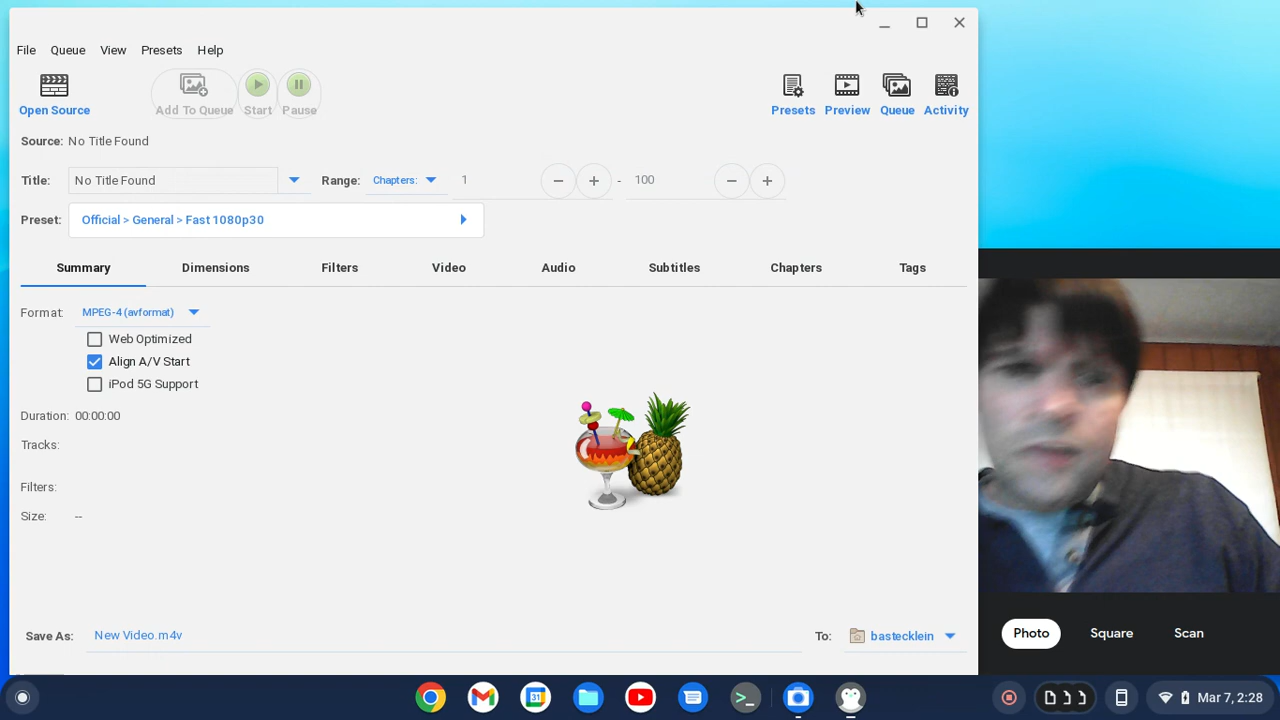 File Queue View Presets Help
Open Source Add To Queue Start Pause Presets Preview Queue Activity
Source: No Title Found
Title: No Title Found Range: Chapters: 1 - 100
Preset: Official > General > Fast 1080p30
Summary Dimensions Filters Video Audio Subtitles Chapters Tags
Format: MPEG-4 (avformat)
Web Optimized
Align A/V Start
iPod 5G Support
Duration: 00:00:00
Tracks:
Filters:
Size: --
Save As: New Video.m4v To: bastecklein
Photo Square Scan
31
Mar 7, 2:28